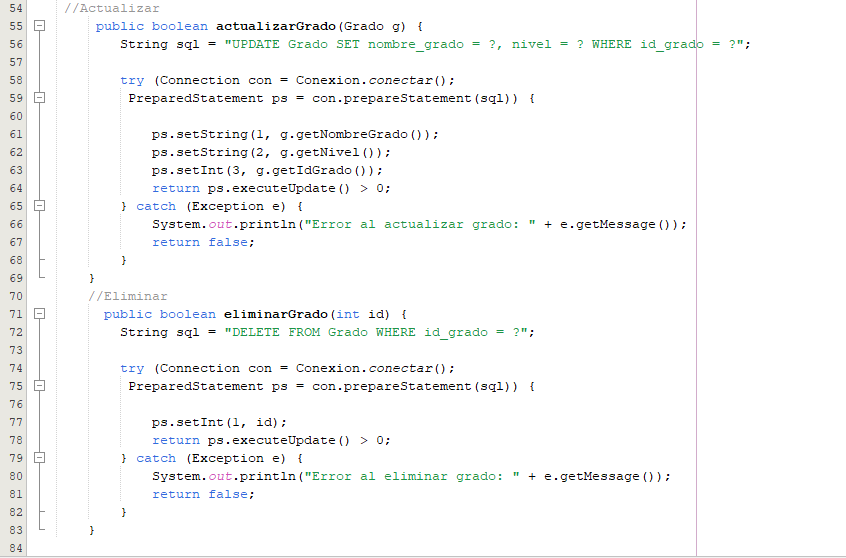 54 //Actualizar
55 public boolean actualizarGrado(Grado g) {
56 String sql = "UPDATE Grado SET nombre_grado = ?, nivel = ? WHERE id_grado = ?";
57
58 try (Connection con = Conexion.conectar();
59 PreparedStatement ps = con.prepareStatement(sql)) {
60
61 ps.setString(1, g.getNombreGrado());
62 ps.setString(2, g.getNivel());
63 ps.setInt(3, g.getIdGrado());
64 return ps.executeUpdate() > 0;
65 } catch (Exception e) {
66 System.out.println("Error al actualizar grado: " + e.getMessage());
67 return false;
68 }
69 }
70 //Eliminar
71 public boolean eliminarGrado(int id) {
72 String sql = "DELETE FROM Grado WHERE id_grado = ?";
73
74 try (Connection con = Conexion.conectar();
75 PreparedStatement ps = con.prepareStatement(sql)) {
76
77 ps.setInt(1, id);
78 return ps.executeUpdate() > 0;
79 } catch (Exception e) {
80 System.out.println("Error al eliminar grado: " + e.getMessage());
81 return false;
82 }
83 }
84